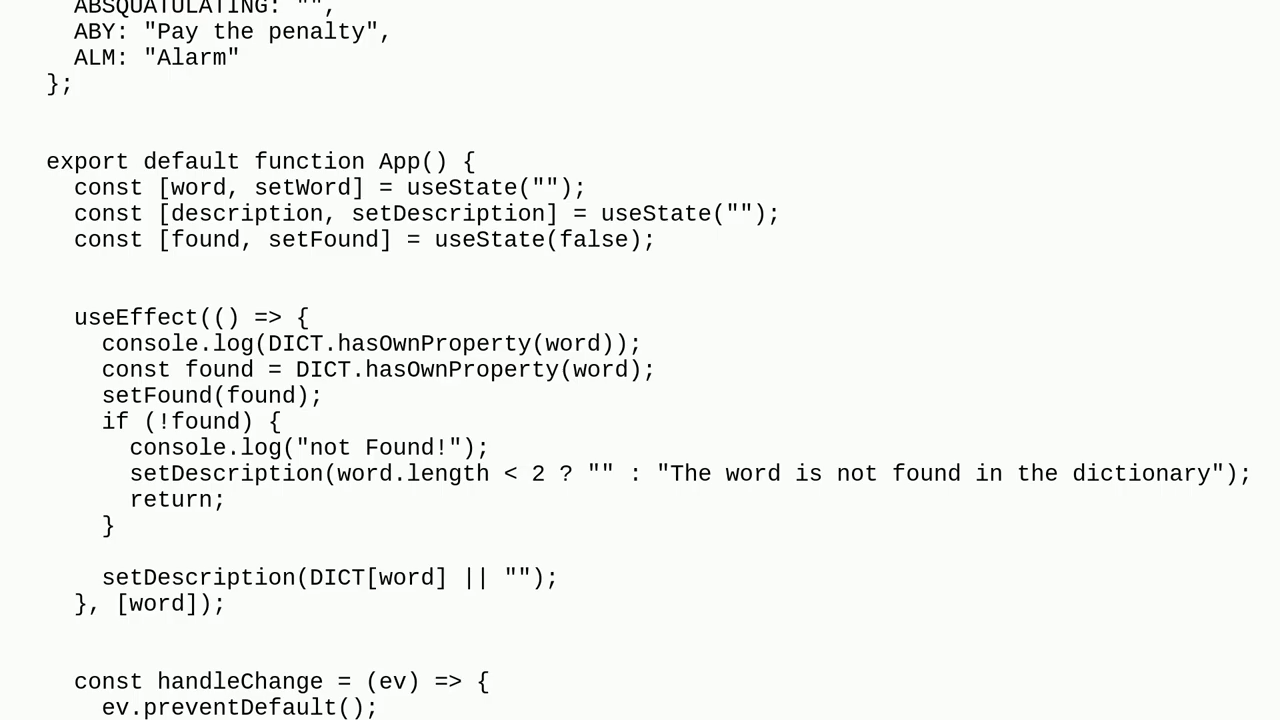 ABSQUATULATING: "",
ABY: "Pay the penalty",
ALM: "Alarm"
};
export default function App() {
const [word, setWord] = useState("");
const [description, setDescription] = useState("");
const [found, setFound] = useState(false);
useEffect(() => {
console.log(DICT.hasOwnProperty(word));
const found = DICT.hasOwnProperty(word);
setFound(found);
if (!found) {
console.log("not Found!");
setDescription(word.length < 2 ? "" : "The word is not found in the dictionary");
return;
}
setDescription(DICT[word] || "");
}, [word]);
const handleChange = (ev) => {
ev.preventDefault();